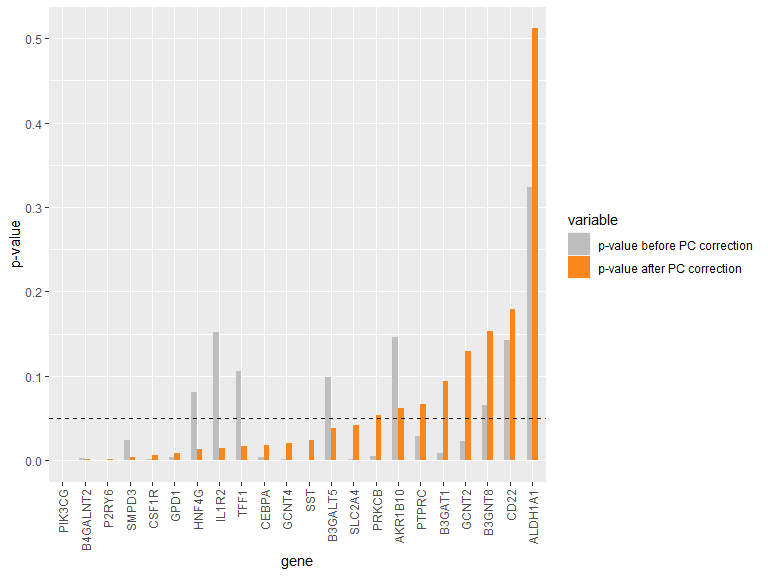 0.5
0.4
0.3
0.2
0.1
0.0
p-value
PIK3CG
B4GALNT2
P2RY6
SMPD3
CSF1R
GPD1
HNF4G
IL1R2
TFF1
CEBPA
GCNT4
SST
B3GALT5
SLC2A4
PRKCB
AKR1B10
PTPRC
B3GAT1
GCNT2
B3GNT8
CD22
ALDH1A1
gene
variable
p-value before PC correction
p-value after PC correction